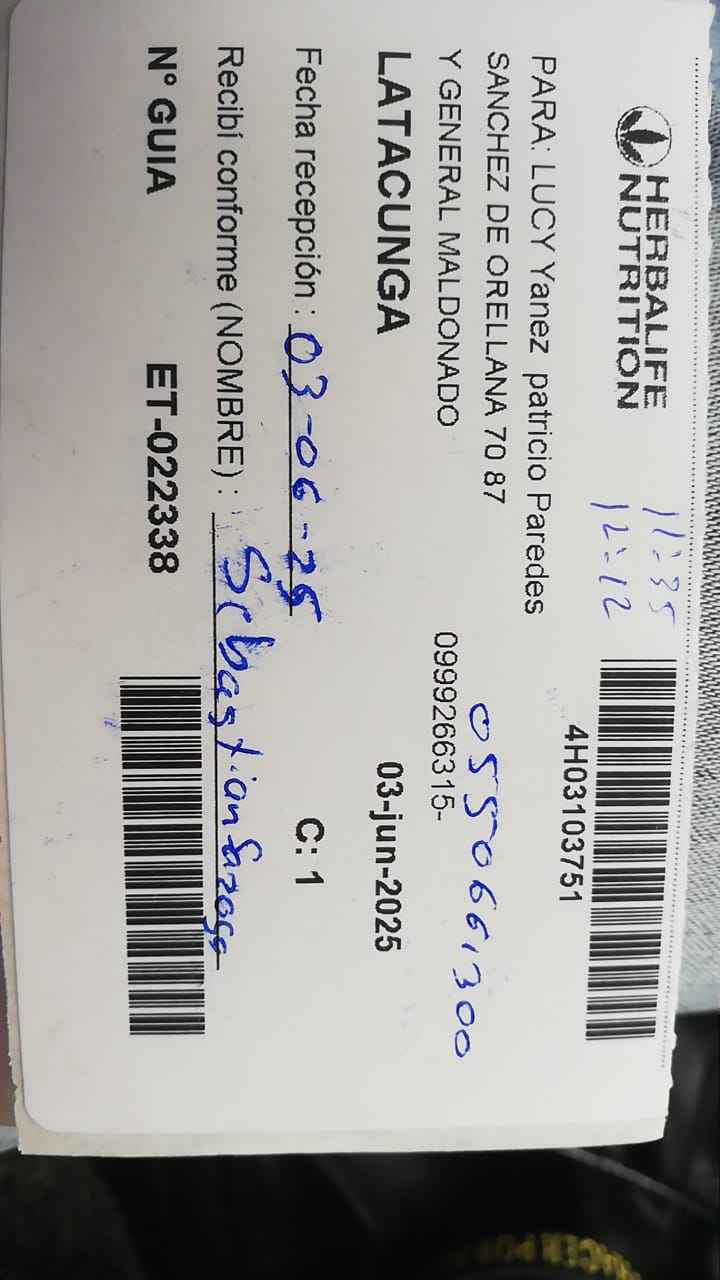 HERBALIFE
NUTRITION
11:35
12:12
4H03103751
PARA: LUCY Yanez patricio Paredes
SANCHEZ DE ORELLANA 70 87
0550661300
Y GENERAL MALDONADO 0999266315-
LATACUNGA 03-jun-2025
Fecha recepción : 03-06-25 C: 1
Recibí conforme (NOMBRE) : Sebastian
N° GUIA ET-022338